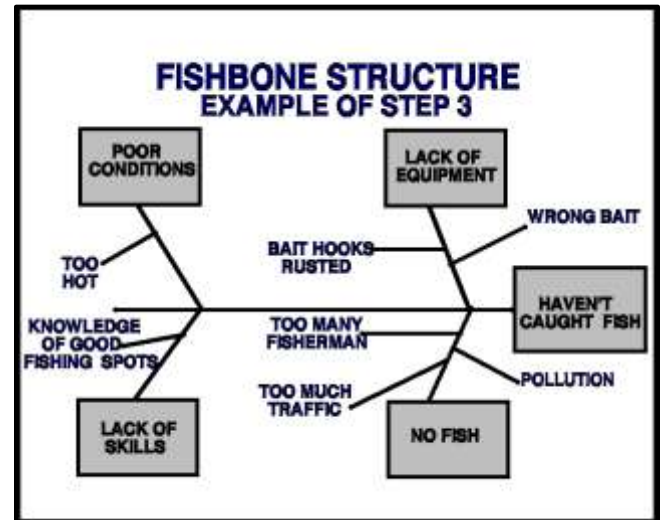 FISHBONE STRUCTURE
EXAMPLE OF STEP 3
POOR
CONDITIONS
LACK OF
EQUIPMENT
WRONG BAIT
BAIT HOOKS
RUSTED
TOO
HOT
HAVEN'T
CAUGHT FISH
KNOWLEDGE
OF GOOD
FISHING SPOTS
TOO MANY
FISHERMAN
TOO MUCH
TRAFFIC
POLLUTION
LACK OF
SKILLS
NO FISH